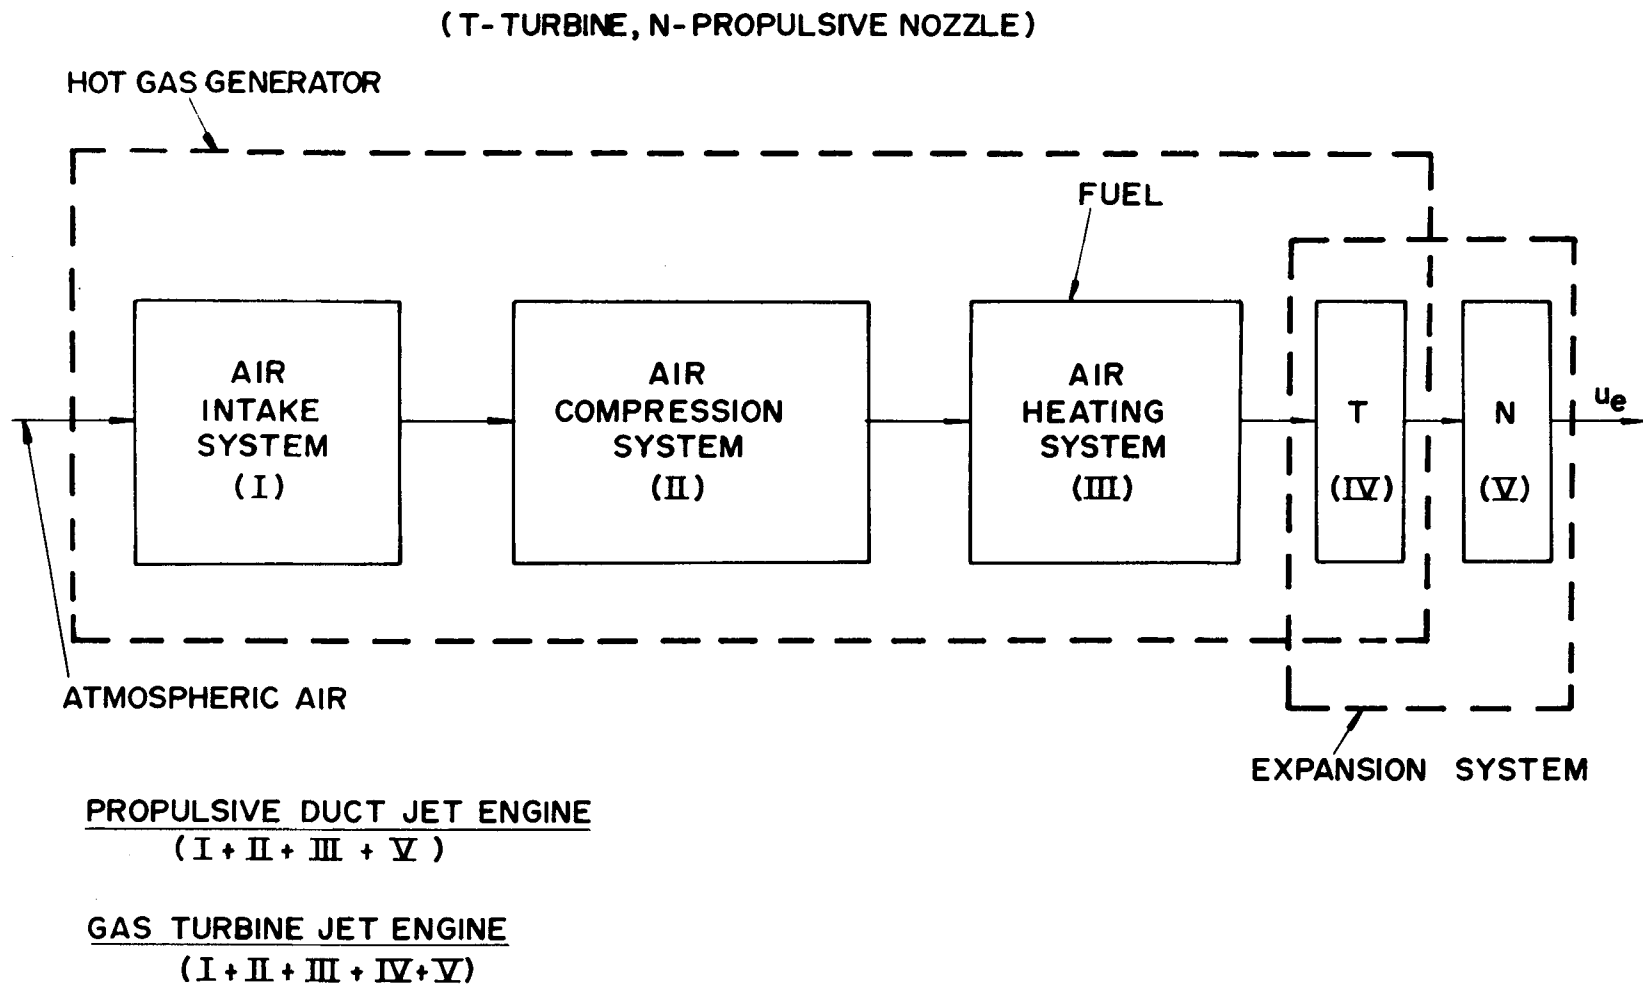 (T-TURBINE, N-PROPULSIVE NOZZLE)
HOT GAS GENERATOR
FUEL
AIR
INTAKE
SYSTEM
(I)
AIR
COMPRESSION
SYSTEM
(II)
AIR
HEATING
SYSTEM
(III)
T
(IV)
N
(V)
ue
ATMOSPHERIC AIR
EXPANSION SYSTEM
PROPULSIVE DUCT JET ENGINE
(I+II+III+V)
GAS TURBINE JET ENGINE
(I+II+III+IV+V)